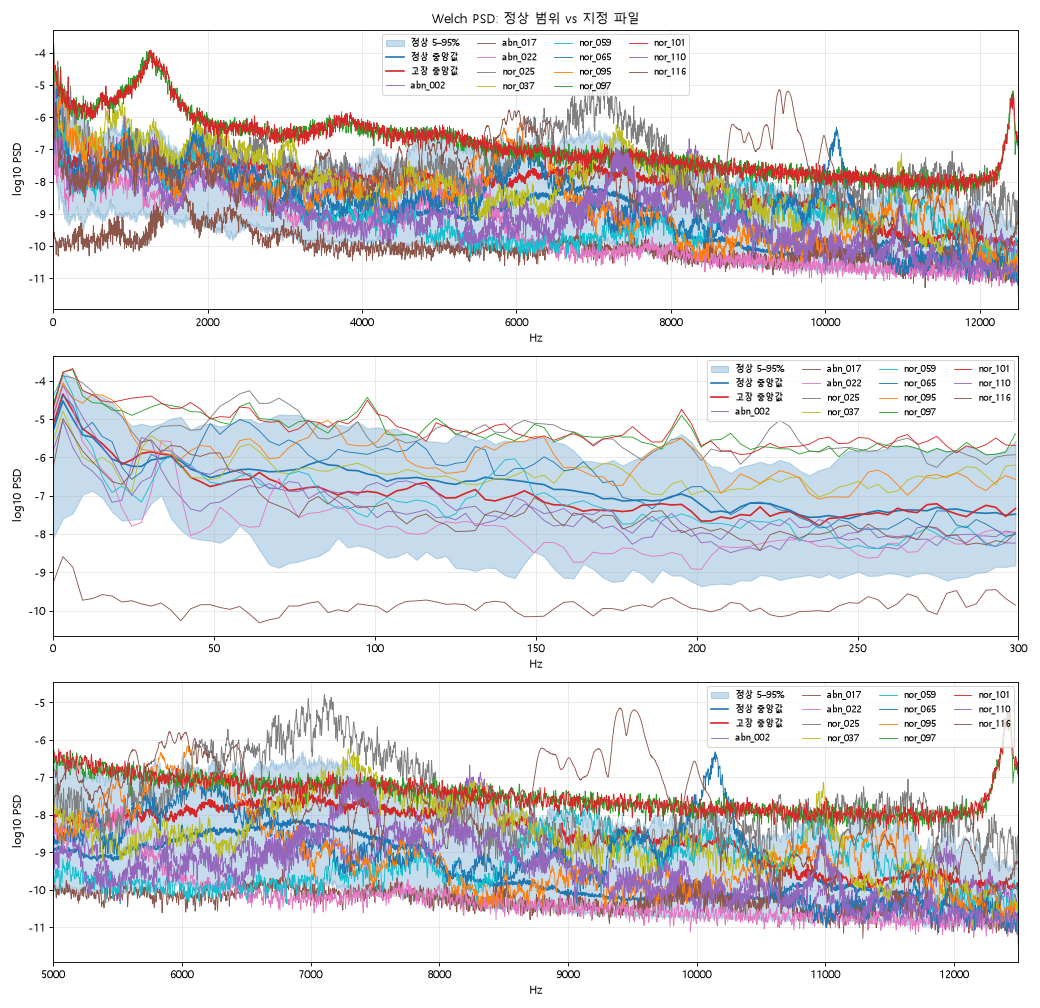 Welch PSD: 정상 범위 vs 지정 파일
정상 5–95% abn_017 nor_059 nor_101
정상 중앙값 abn_022 nor_065 nor_110
고장 중앙값 nor_025 nor_095 nor_116
abn_002 nor_037 nor_097
log10 PSD
-4
-5
-6
-7
-8
-9
-10
-11
0 2000 4000 6000 8000 10000 12000
Hz
정상 5–95% abn_017 nor_059 nor_101
정상 중앙값 abn_022 nor_065 nor_110
고장 중앙값 nor_025 nor_095 nor_116
abn_002 nor_037 nor_097
log10 PSD
-4
-5
-6
-7
-8
-9
-10
0 50 100 150 200 250 300
Hz
정상 5–95% abn_017 nor_059 nor_101
정상 중앙값 abn_022 nor_065 nor_110
고장 중앙값 nor_025 nor_095 nor_116
abn_002 nor_037 nor_097
log10 PSD
-5
-6
-7
-8
-9
-10
-11
5000 6000 7000 8000 9000 10000 11000 12000
Hz